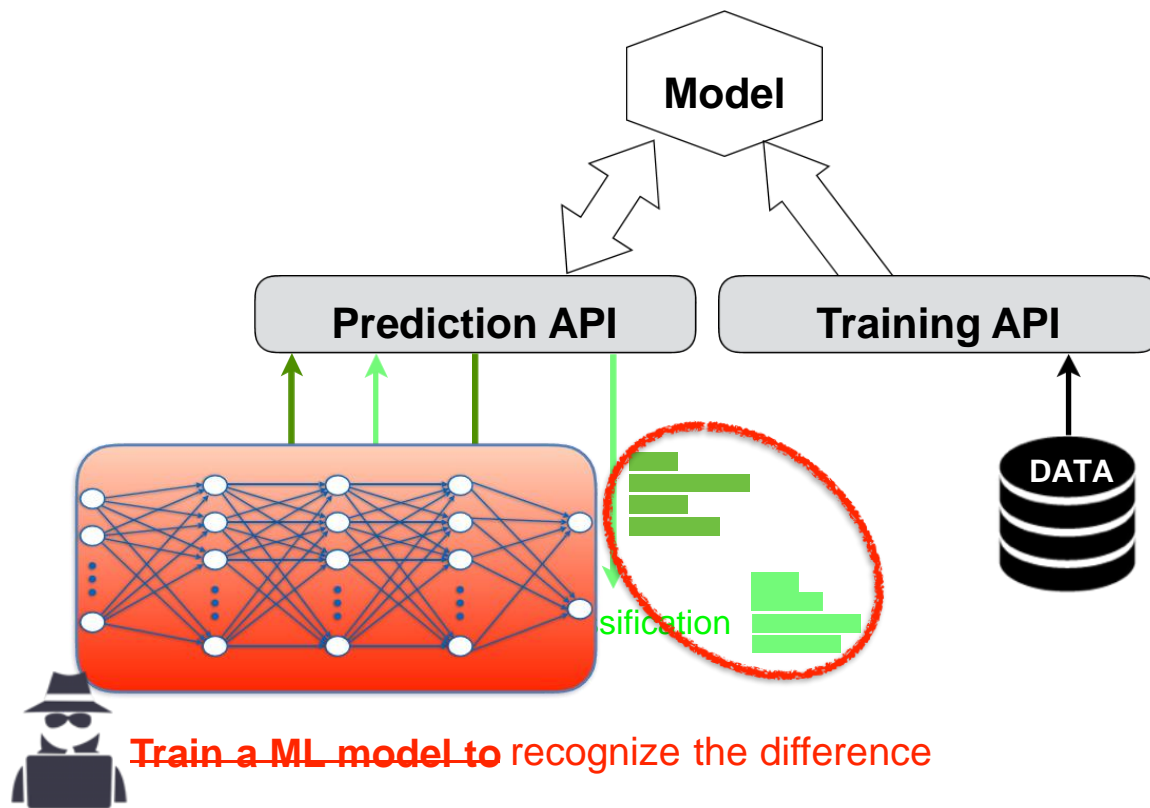 Model
Prediction API
Training API
DATA
sification
Train a ML model to recognize the difference